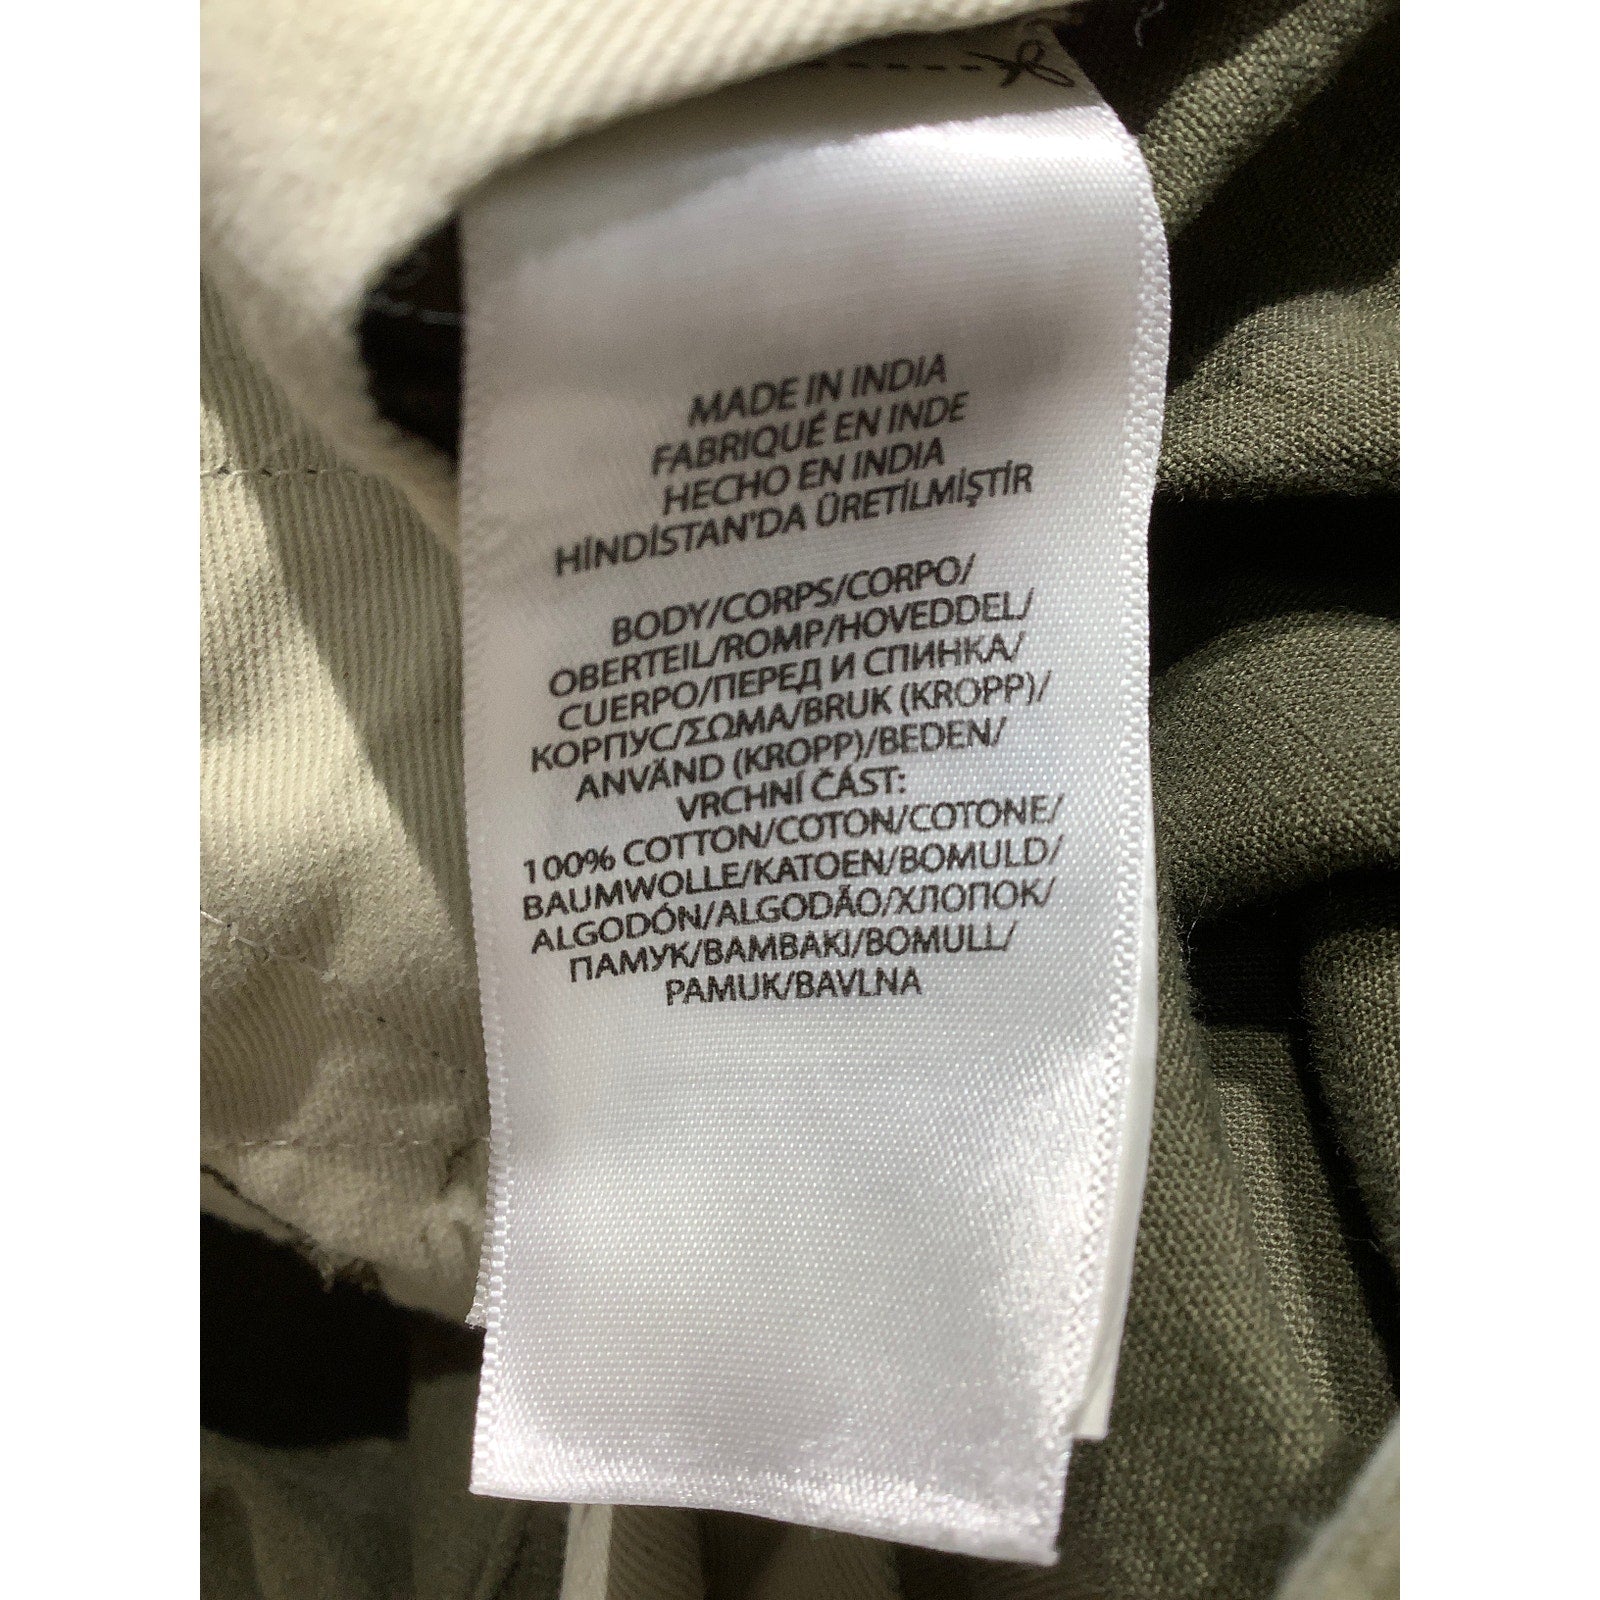 MADE IN INDIA
FABRIQUÉ EN INDE
HECHO EN INDIA
HİNDİSTAN'DA ÜRETİLMİŞTİR
BODY/CORPS/CORPO/
OBERTEIL/ROMP/HOVEDDEL/
CUERPO/ПЕРЕД И СПИНКА/
КОРПУС/ΣΩΜΑ/BRUK (KROPP)/
ANVÄND (KROPP)/BEDEN/
VRCHNÍ ČÁST:
100% COTTON/COTON/COTONE/
BAUMWOLLE/KATOEN/BOMULD/
ALGODÓN/ALGODÃO/ХЛОПОК/
ПАМУК/ΒΑΜΒΑΚΙ/BOMULL/
PAMUK/BAVLNA